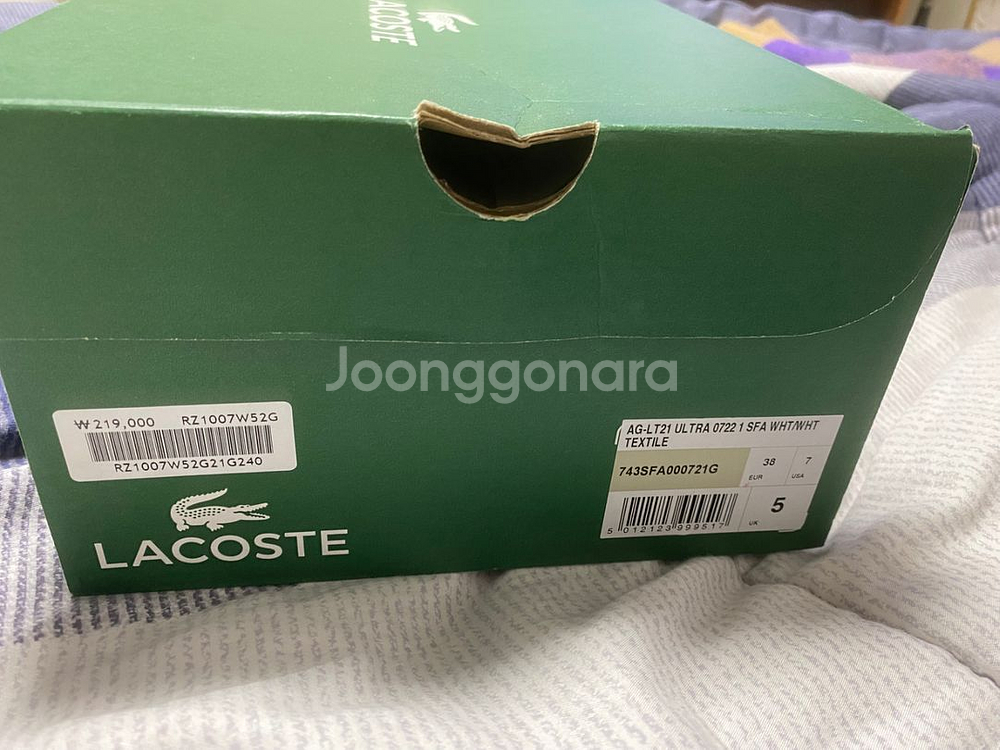 LACOSTE
Joonggonara
₩219,000 RZ1007W52G
RZ1007W52G21G240
LACOSTE
AG-LT21 ULTRA 0722 1 SFA WHT/WHT
TEXTILE
743SFA000721G
38
EUR
7
USA
5
UK
5 012123 999517